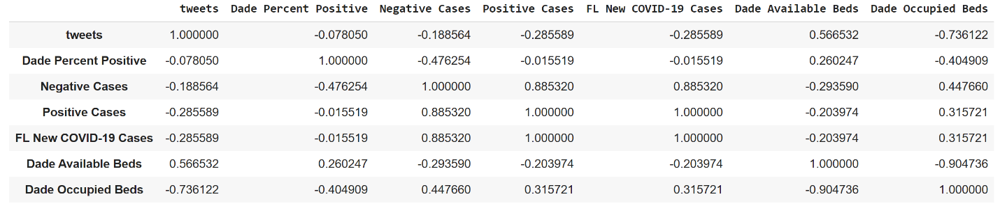 tweets Dade Percent Positive Negative Cases Positive Cases FL New COVID-19 Cases Dade Available Beds Dade Occupied Beds
tweets 1.000000 -0.078050 -0.188564 -0.285589 -0.285589 0.566532 -0.736122
Dade Percent Positive -0.078050 1.000000 -0.476254 -0.015519 -0.015519 0.260247 -0.404909
Negative Cases -0.188564 -0.476254 1.000000 0.885320 0.885320 -0.293590 0.447660
Positive Cases -0.285589 -0.015519 0.885320 1.000000 1.000000 -0.203974 0.315721
FL New COVID-19 Cases -0.285589 -0.015519 0.885320 1.000000 1.000000 -0.203974 0.315721
Dade Available Beds 0.566532 0.260247 -0.293590 -0.203974 -0.203974 1.000000 -0.904736
Dade Occupied Beds -0.736122 -0.404909 0.447660 0.315721 0.315721 -0.904736 1.000000